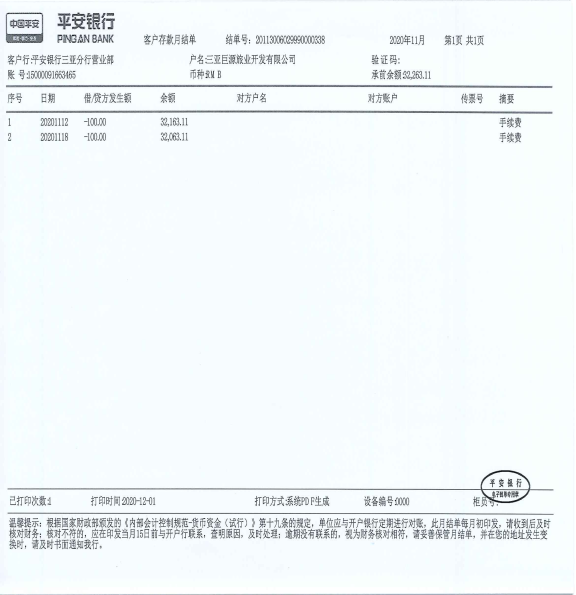 中国平安 平安银行
保险·银行·投资 PINGAN BANK 客户存款月结单 结单号: 20113006029990000338 2020年11月 第1页 共1页
客户行:平安银行三亚分行营业部 户名:三亚巨源旅业开发有限公司 验证码:
账 号:15000091663465 币种:RMB 承前余额:32,263.11
序号 日期 借/贷方发生额 余额 对方户名 对方账户 传票号 摘要
1 20201112 -100.00 32,163.11 手续费
2 20201118 -100.00 32,063.11 手续费
平安银行
电子回单专用章
已打印次数:1 打印时间:2020-12-01 打印方式:系统PDF生成 设备编号:0000 柜员号:
温馨提示: 根据国家财政部颁发的《内部会计控制规范-货币资金(试行)》第十九条的规定, 单位应与开户银行定期进行对账, 此月结单每月初印发, 请收到后及时
核对财务; 核对不符的, 应在印发当月15日前与开户行联系, 查明原因, 及时处理; 逾期没有联系的, 视为财务核对相符, 请妥善保管月结单, 并在您的地址发生变
换时, 请及时书面通知我行。